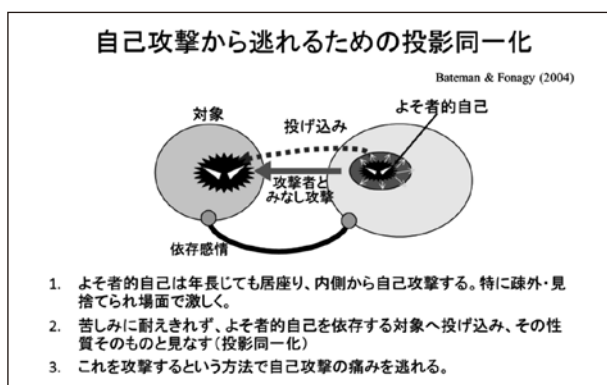 自己攻撃から逃れるための投影同一化
Bateman & Fonagy (2004)
対象
よそ者的自己
投げ込み
攻撃者と
みなし攻撃
依存感情
1. よそ者的自己は年長じても居座り、内側から自己攻撃する。特に疎外・見
捨てられ場面で激しく。
2. 苦しみに耐えきれず、よそ者的自己を依存する対象へ投げ込み、その性
質そのものと見なす(投影同一化)
3. これを攻撃するという方法で自己攻撃の痛みを逃れる。